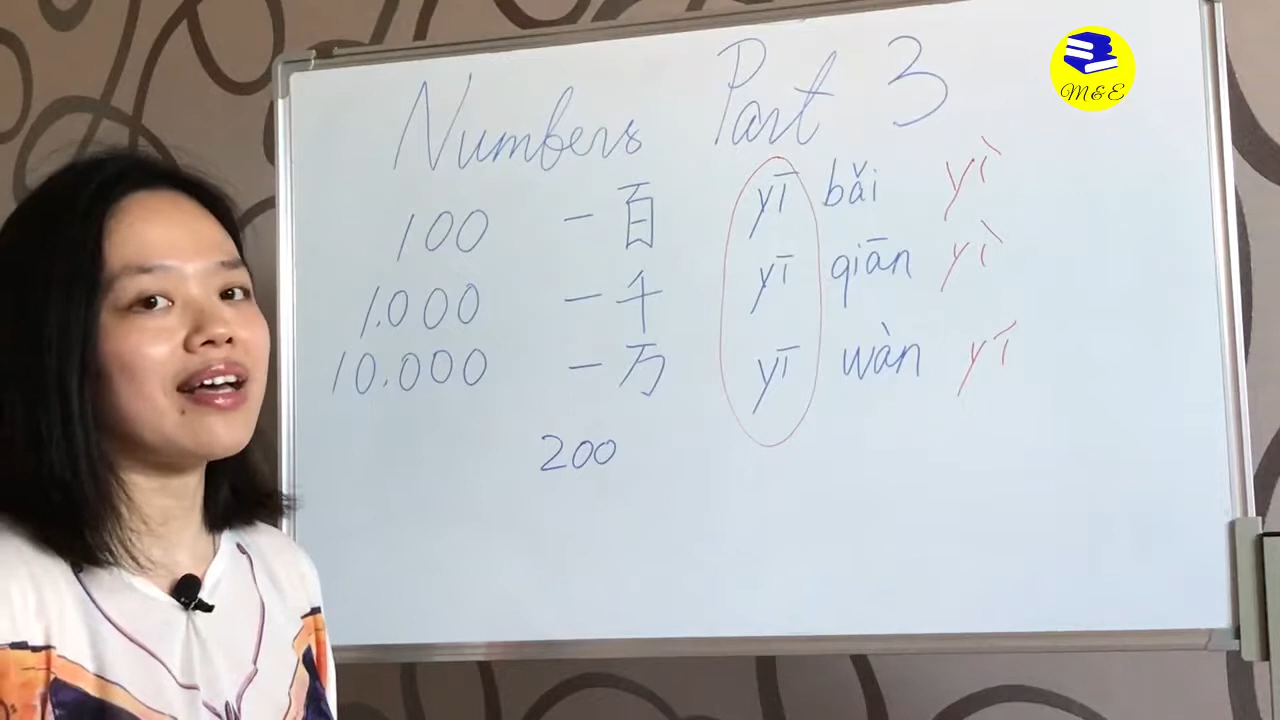 M&E
Numbers Part 3
100 一百 yī bǎi yì
1.000 一千 yī qiān yì
10.000 一万 yī wàn yí
200